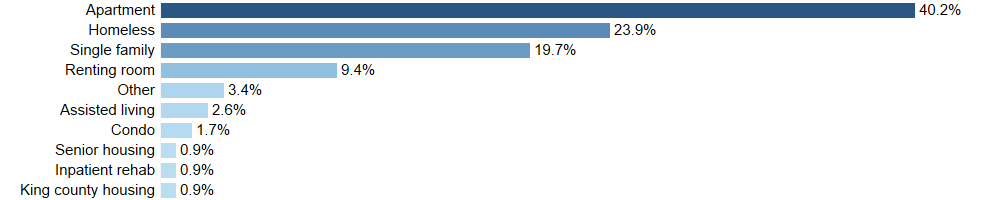 Apartment 40.2%
Homeless 23.9%
Single family 19.7%
Renting room 9.4%
Other 3.4%
Assisted living 2.6%
Condo 1.7%
Senior housing 0.9%
Inpatient rehab 0.9%
King county housing 0.9%